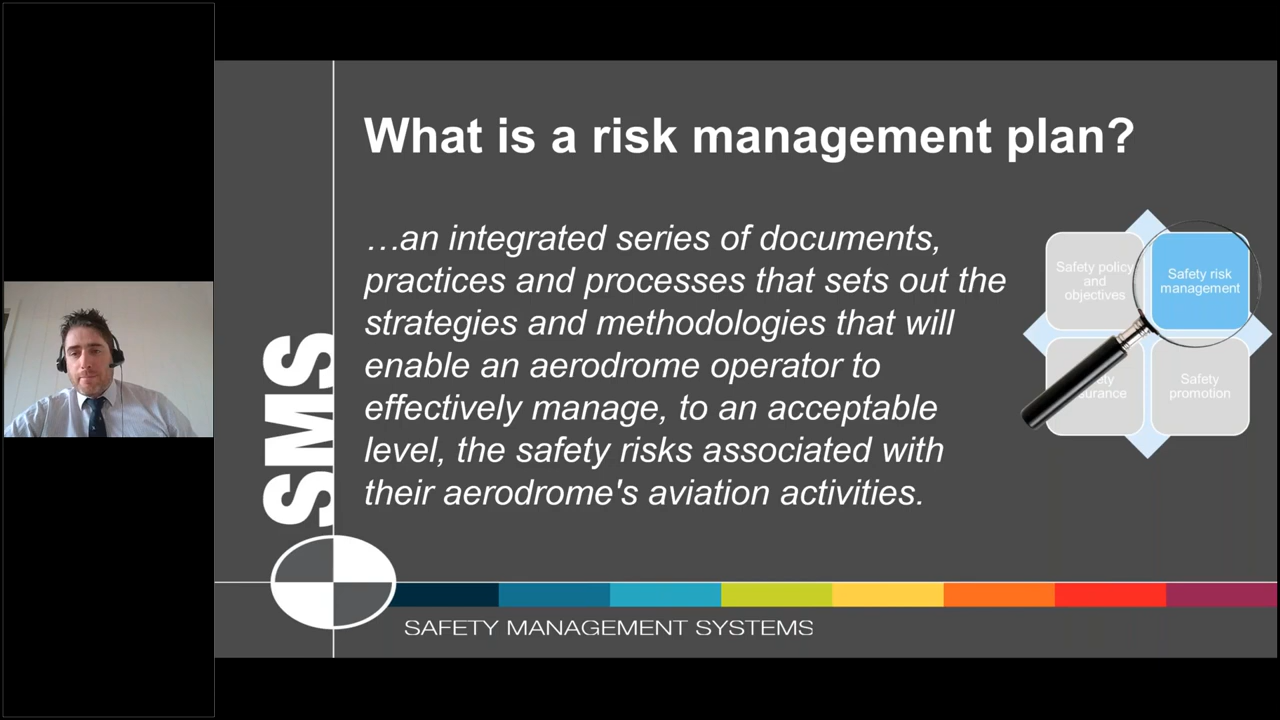 What is a risk management plan?
…an integrated series of documents,
practices and processes that sets out the
strategies and methodologies that will
enable an aerodrome operator to
effectively manage, to an acceptable
level, the safety risks associated with
their aerodrome's aviation activities.
Safety policy
and
objectives
Safety risk
management
Safety
promotion
SMS
SAFETY MANAGEMENT SYSTEMS